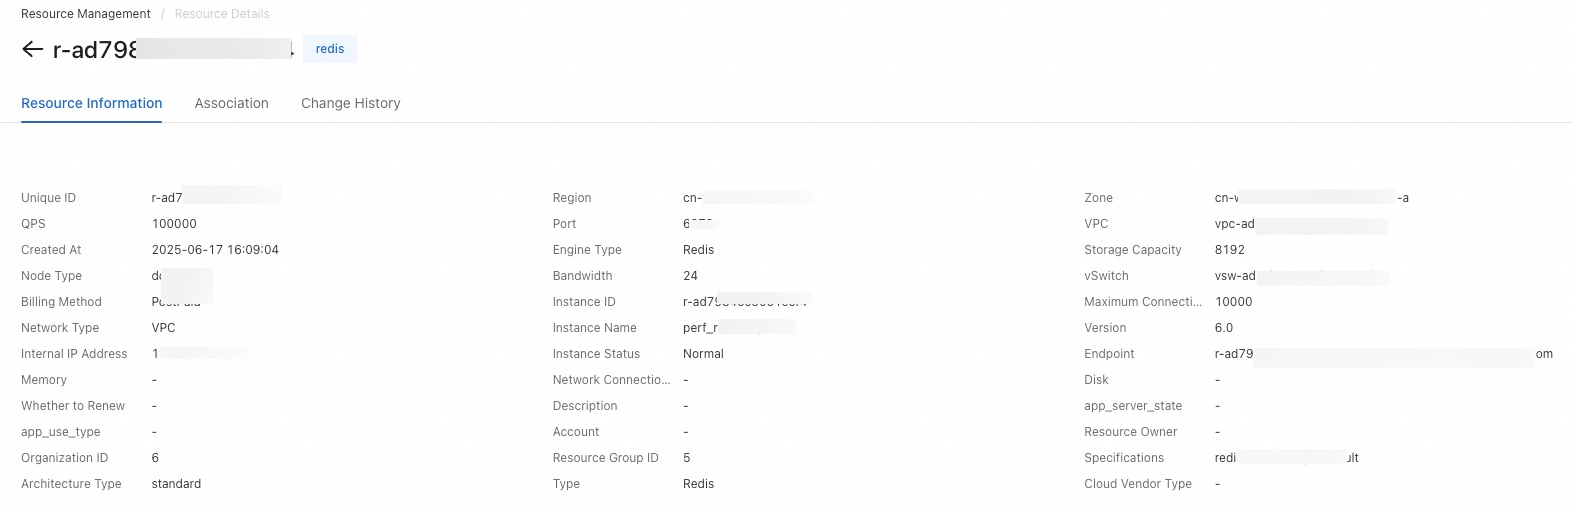 Resource Management / Resource Details
← r-ad798 redis
Resource Information Association Change History
Unique ID r-ad7 Region cn- Zone cn- -a
QPS 100000 Port 6 VPC vpc-ad
Created At 2025-06-17 16:09:04 Engine Type Redis Storage Capacity 8192
Node Type Bandwidth 24 vSwitch vsw-ad
Billing Method Instance ID r-ad79 Maximum Connecti... 10000
Network Type VPC Instance Name perf_r Version 6.0
Internal IP Address 1 Instance Status Normal Endpoint r-ad79 om
Memory - Network Connectio... - Disk -
Whether to Renew - Description - app_server_state -
app_use_type - Account - Resource Owner -
Organization ID 6 Resource Group ID 5 Specifications redi ult
Architecture Type standard Type Redis Cloud Vendor Type -